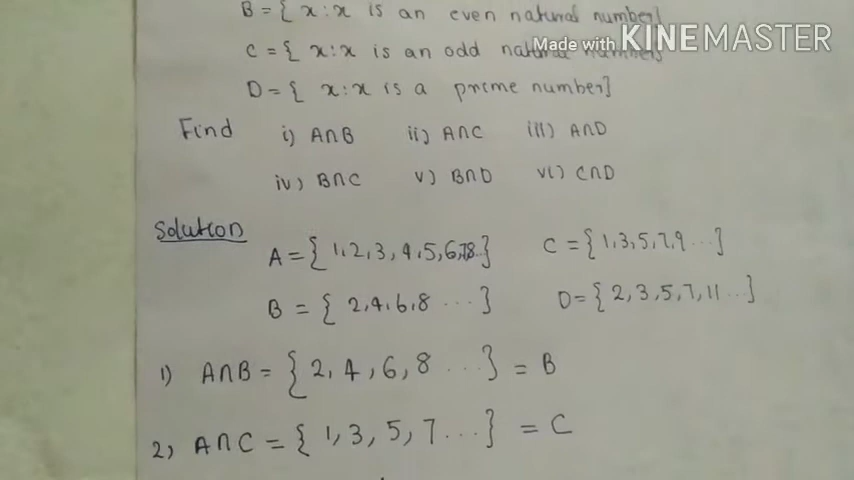 B = { x : x is an even natural number}
C = { x : x is an odd natural number}
Made with KINEMASTER
D = { x : x is a prime number}
Find i) A∩B ii) A∩C iii) A∩D
iv) B∩C v) B∩D vi) C∩D
Solution
A = { 1, 2, 3, 4, 5, 6, 7, 8... } C = { 1, 3, 5, 7, 9 ... }
B = { 2, 4, 6, 8 ... } D = { 2, 3, 5, 7, 11 ... }
1) A∩B = { 2, 4, 6, 8 ... } = B
2) A∩C = { 1, 3, 5, 7 ... } = C